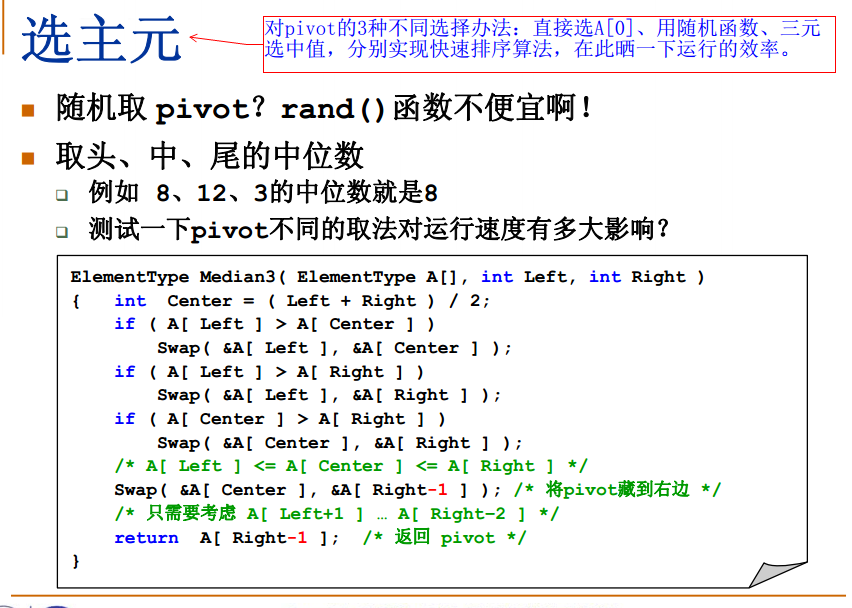 选主元
对pivot的3种不同选择办法：直接选A[0]、用随机函数、三元
选中值，分别实现快速排序算法，在此晒一下运行的效率。
随机取 pivot？rand()函数不便宜啊！
取头、中、尾的中位数
例如 8、12、3的中位数就是8
测试一下pivot不同的取法对运行速度有多大影响？
ElementType Median3( ElementType A[], int Left, int Right )
{ int Center = ( Left + Right ) / 2;
if ( A[ Left ] > A[ Center ] )
Swap( &A[ Left ], &A[ Center ] );
if ( A[ Left ] > A[ Right ] )
Swap( &A[ Left ], &A[ Right ] );
if ( A[ Center ] > A[ Right ] )
Swap( &A[ Center ], &A[ Right ] );
/* A[ Left ] <= A[ Center ] <= A[ Right ] */
Swap( &A[ Center ], &A[ Right-1 ] ); /* 将pivot藏到右边 */
/* 只需要考虑 A[ Left+1 ] … A[ Right–2 ] */
return A[ Right-1 ]; /* 返回 pivot */
}